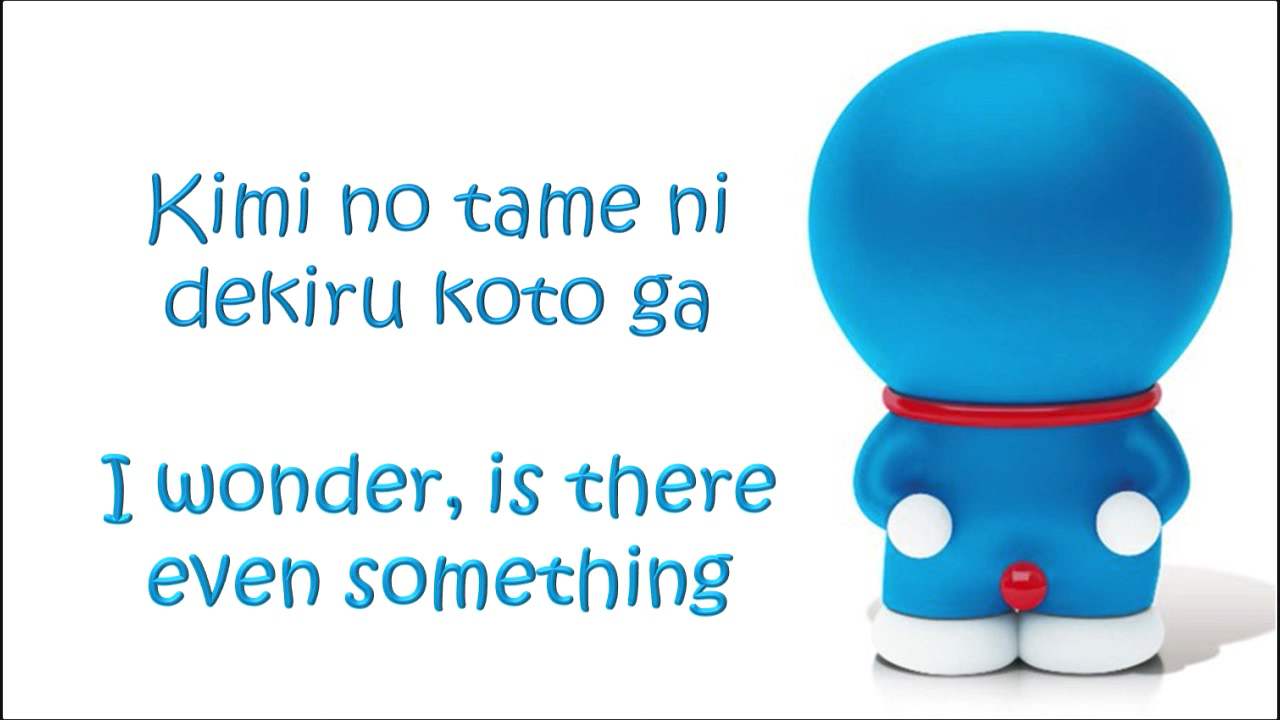 Kimi no tame ni
dekiru koto ga
I wonder, is there
even something